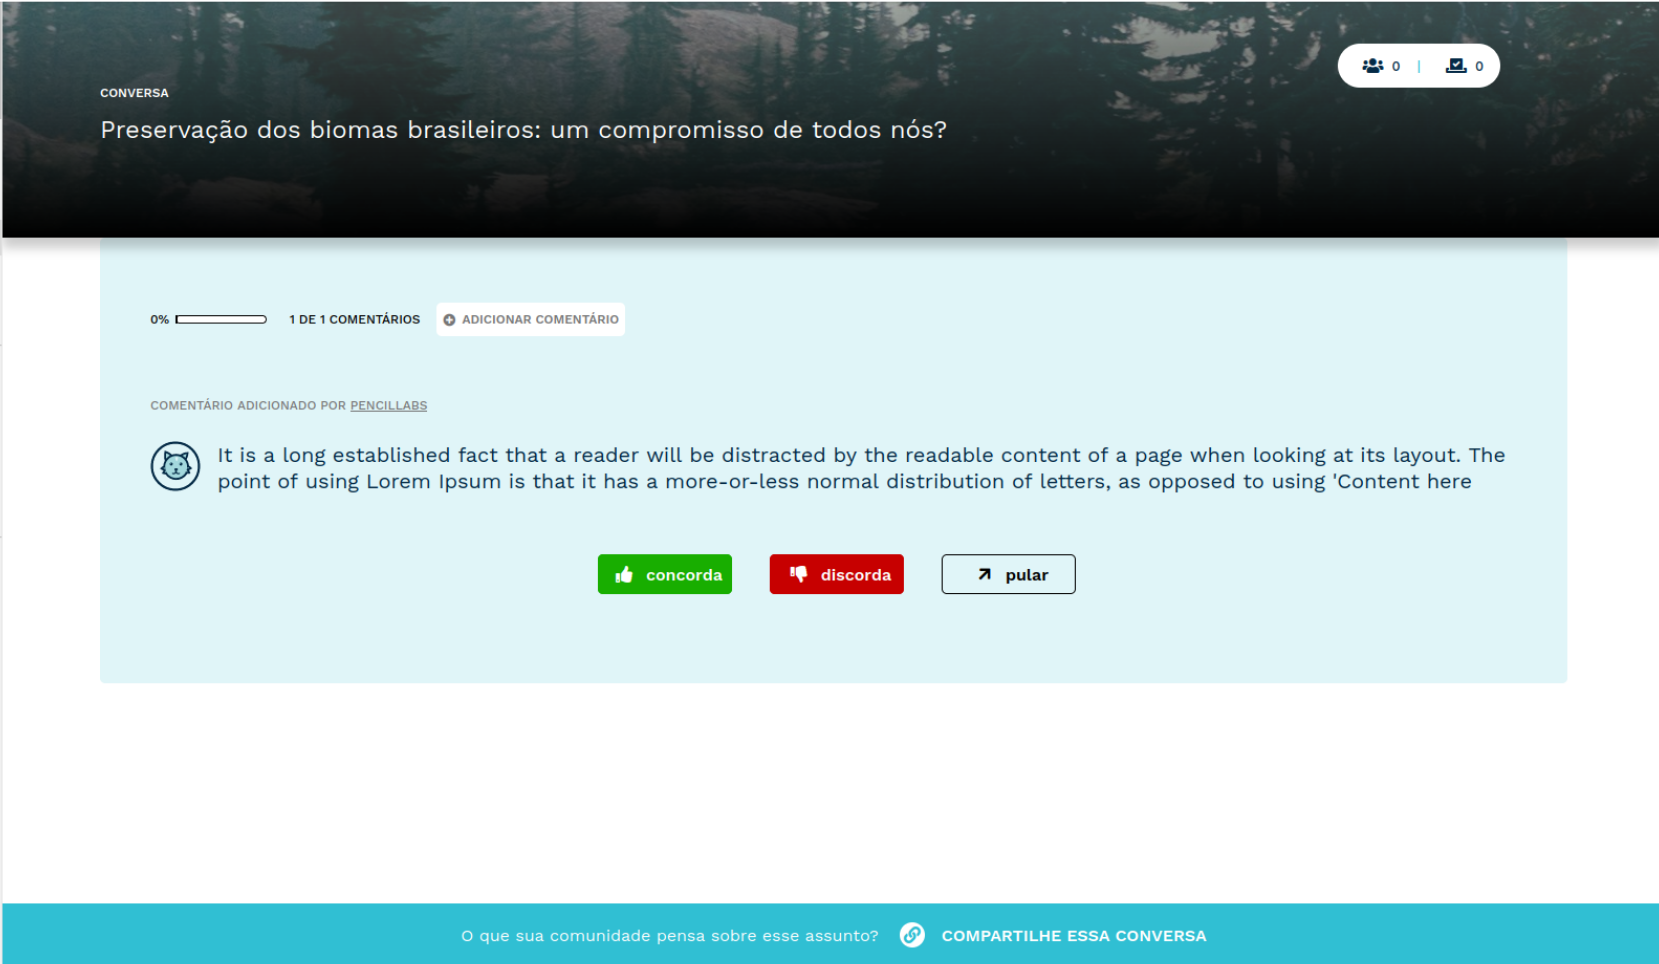 0 | 0
CONVERSA
Preservação dos biomas brasileiros: um compromisso de todos nós?
0% 1 DE 1 COMENTÁRIOS ADICIONAR COMENTÁRIO
COMENTÁRIO ADICIONADO POR PENCILLABS
It is a long established fact that a reader will be distracted by the readable content of a page when looking at its layout. The
point of using Lorem Ipsum is that it has a more-or-less normal distribution of letters, as opposed to using 'Content here
concorda discorda pular
O que sua comunidade pensa sobre esse assunto? COMPARTILHE ESSA CONVERSA